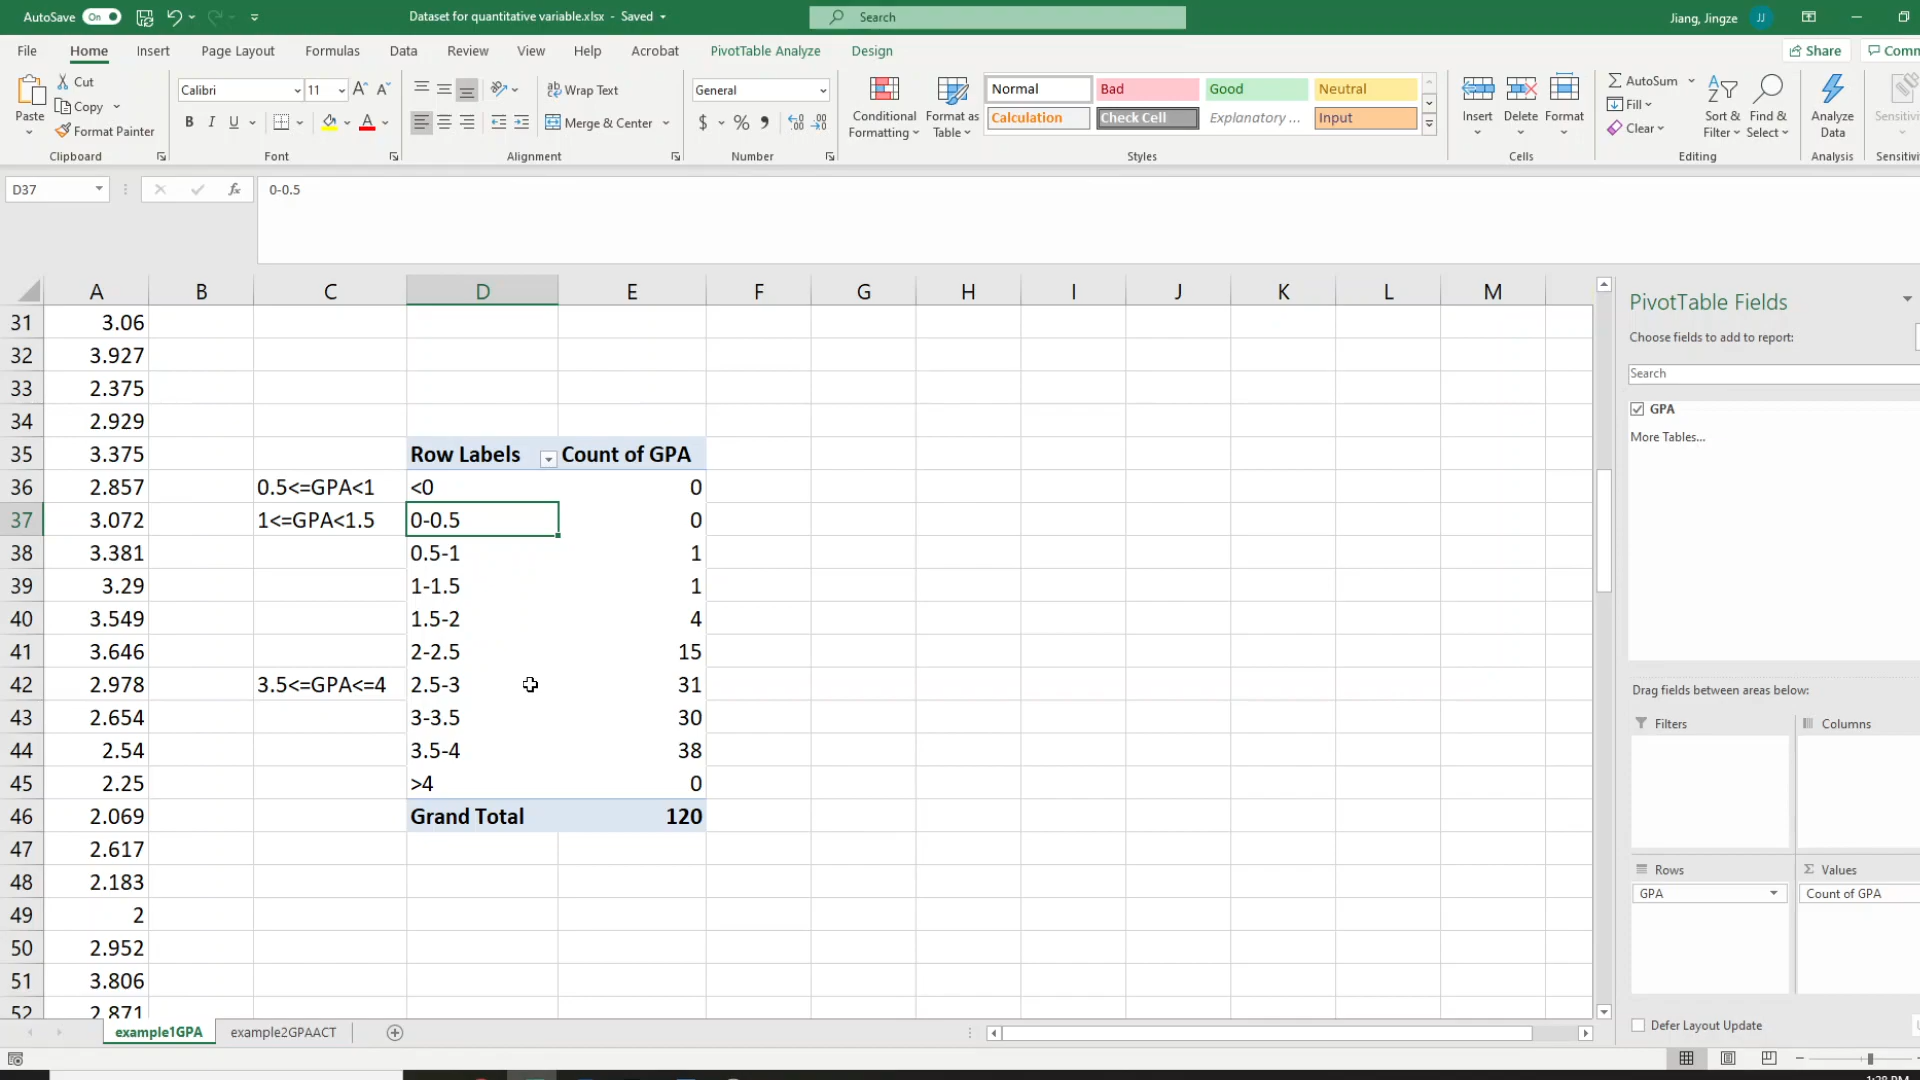 AutoSave On Dataset for quantitative variable.xlsx - Saved Search Jiang, Jingze JJ
File Home Insert Page Layout Formulas Data Review View Help Acrobat PivotTable Analyze Design Share
Paste
Cut
Copy
Format Painter
Clipboard
Calibri 11
B I U
Font
Wrap Text
Merge & Center
Alignment
General
$ %
Number
Conditional Formatting
Format as Table
Normal Bad Good Neutral
Calculation Check Cell Explanatory ... Input
Styles
Insert Delete Format
Cells
AutoSum
Fill
Clear
Sort & Filter
Find & Select
Editing
Analyze Data
Analysis
D37 fx 0-0.5
A B C D E F G H I J K L M
31 3.06
32 3.927
33 2.375
34 2.929
35 3.375 Row Labels Count of GPA
36 2.857 0.5<=GPA<1 <0 0
37 3.072 1<=GPA<1.5 0-0.5 0
38 3.381 0.5-1 1
39 3.29 1-1.5 1
40 3.549 1.5-2 4
41 3.646 2-2.5 15
42 2.978 3.5<=GPA<=4 2.5-3 31
43 2.654 3-3.5 30
44 2.54 3.5-4 38
45 2.25 >4 0
46 2.069 Grand Total 120
47 2.617
48 2.183
49 2
50 2.952
51 3.806
52 2.871
example1GPA example2GPAACT
PivotTable Fields
Choose fields to add to report:
Search
GPA
More Tables...
Drag fields between areas below:
Filters Columns
Rows Σ Values
GPA Count of GPA
Defer Layout Update